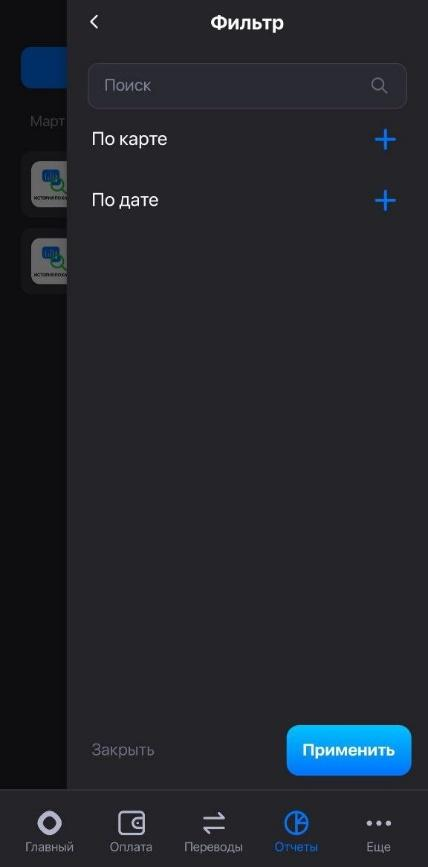 Фильтр
Поиск
Март
По карте
По дате
Закрыть
Применить
Главный
Оплата
Переводы
Отчеты
Еще